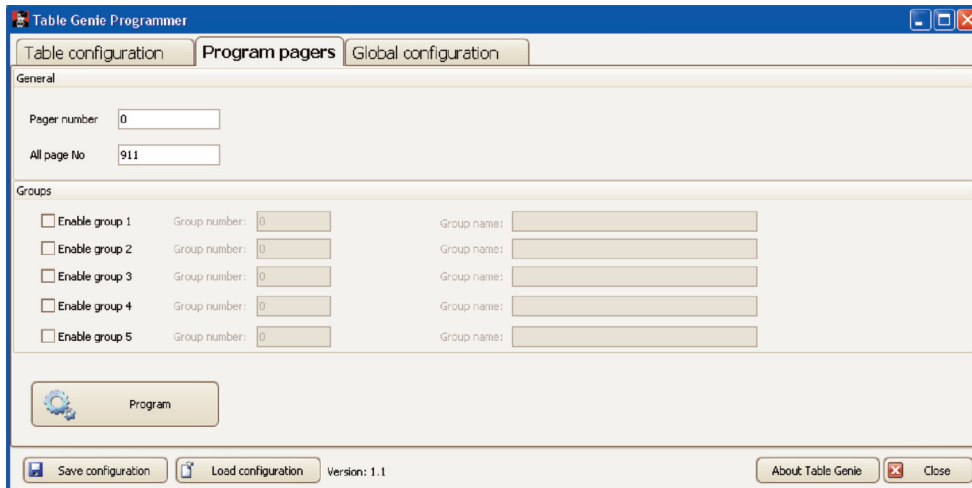 Table Genie Programmer
Table configuration Program pagers Global configuration
General
Pager number 0
All page No 911
Groups
Enable group 1 Group number: 0 Group name:
Enable group 2 Group number: 0 Group name:
Enable group 3 Group number: 0 Group name:
Enable group 4 Group number: 0 Group name:
Enable group 5 Group number: 0 Group name:
Program
Save configuration Load configuration Version: 1.1 About Table Genie Close